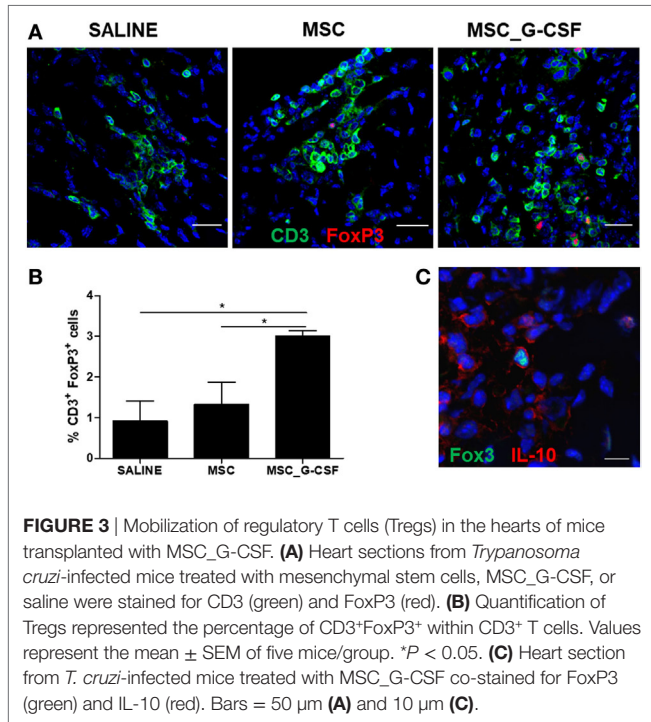 A SALINE MSC MSC_G-CSF
CD3 FoxP3
B
% CD3+ FoxP3+ cells
4
3
2
1
0
* 
*
SALINE MSC MSC_G-CSF
C
Fox3 IL-10
FIGURE 3 | Mobilization of regulatory T cells (Tregs) in the hearts of mice
transplanted with MSC_G-CSF. (A) Heart sections from Trypanosoma
cruzi-infected mice treated with mesenchymal stem cells, MSC_G-CSF, or
saline were stained for CD3 (green) and FoxP3 (red). (B) Quantification of
Tregs represented the percentage of CD3+FoxP3+ within CD3+ T cells. Values
represent the mean ± SEM of five mice/group. *P < 0.05. (C) Heart section
from T. cruzi-infected mice treated with MSC_G-CSF co-stained for FoxP3
(green) and IL-10 (red). Bars = 50 µm (A) and 10 µm (C).